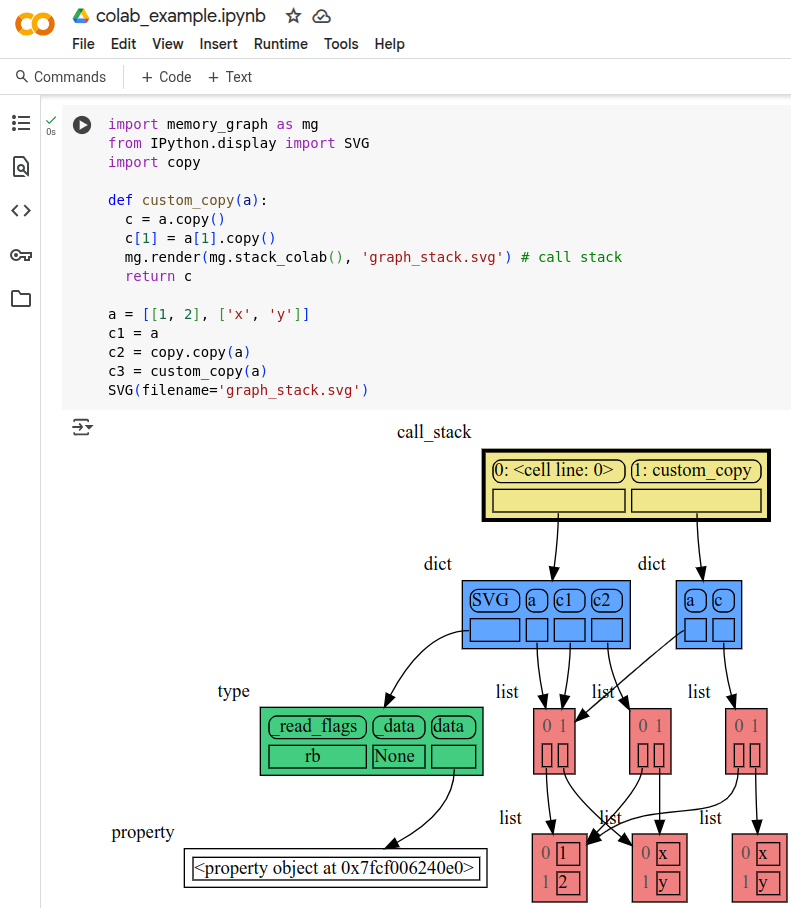 colab_example.ipynb
File Edit View Insert Runtime Tools Help
Commands + Code + Text
0s
import memory_graph as mg
from IPython.display import SVG
import copy
def custom_copy(a):
c = a.copy()
c[1] = a[1].copy()
mg.render(mg.stack_colab(), 'graph_stack.svg') # call stack
return c
a = [[1, 2], ['x', 'y']]
c1 = a
c2 = copy.copy(a)
c3 = custom_copy(a)
SVG(filename='graph_stack.svg')
call_stack
0: <cell line: 0> 1: custom_copy
dict dict
SVG a c1 c2 a c
type list list list
_read_flags _data data 0 1 0 1 0 1
rb None
list list list
property
<property object at 0x7fcf006240e0> 0 1 0 x 0 x
1 2 1 y 1 y